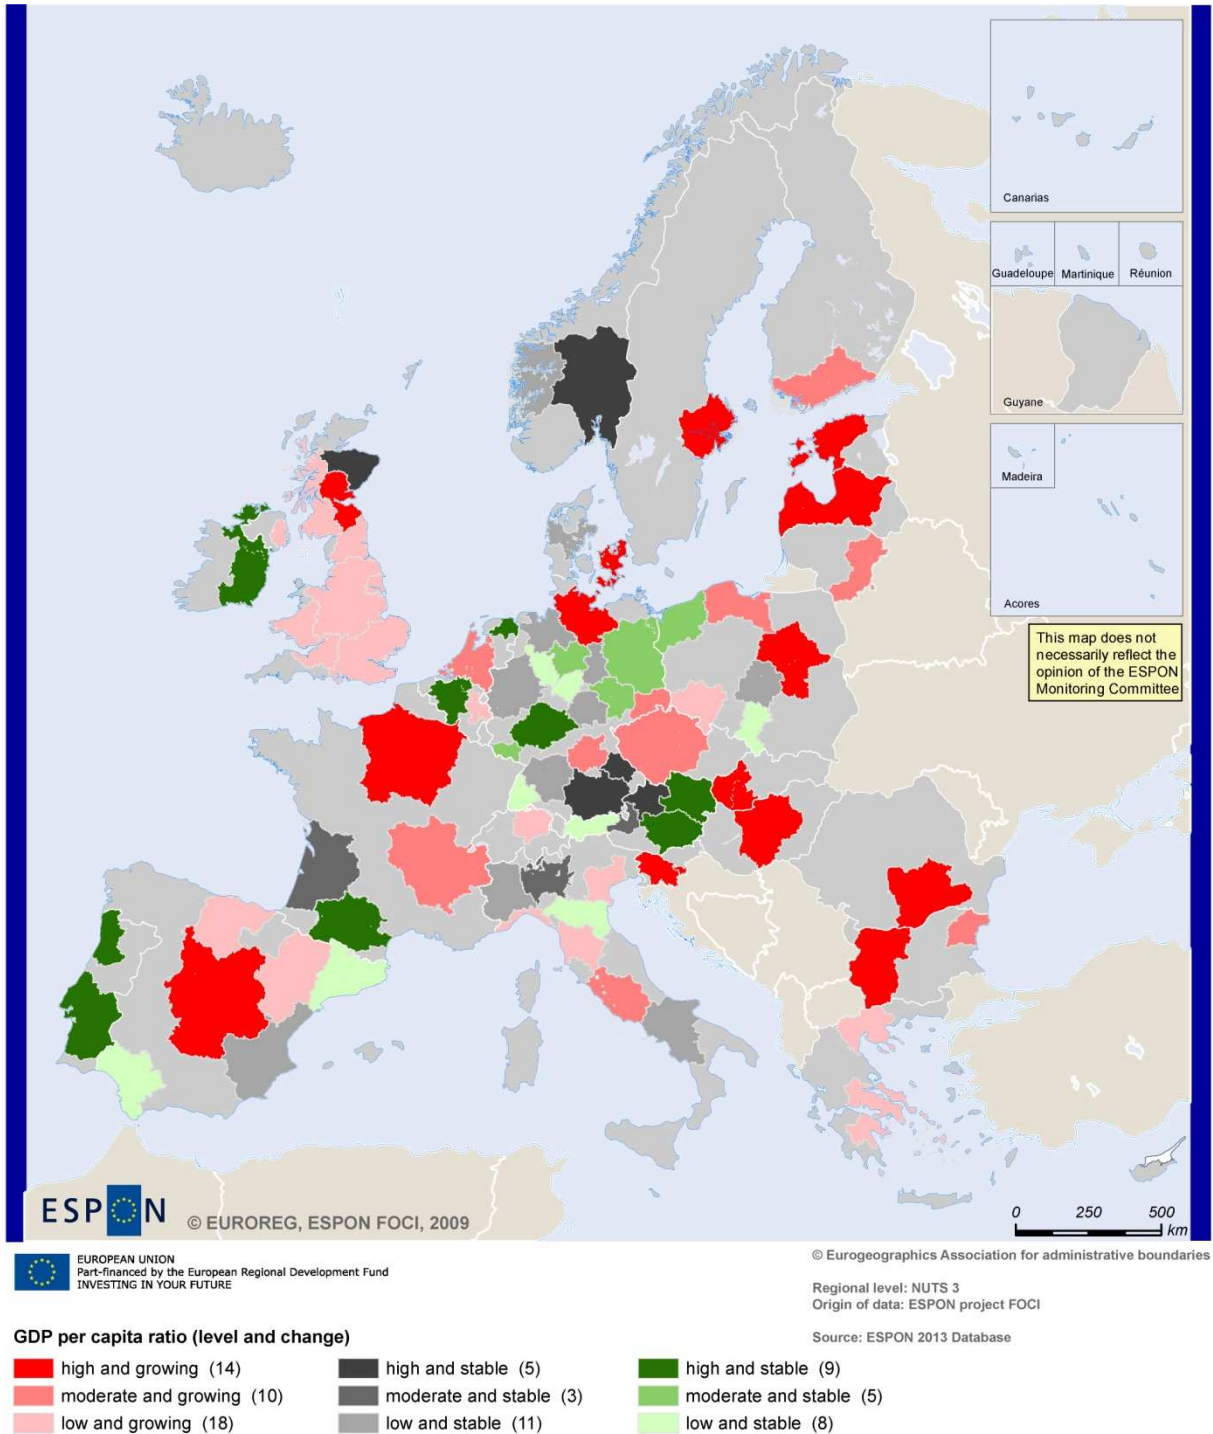 Canarias
Guadeloupe
Martinique
Réunion
Guyane
Madeira
Acores
This map does not
necessarily reflect the
opinion of the ESPON
Monitoring Committee
ESPON
© EUROREG, ESPON FOCI, 2009
0 250 500
km
EUROPEAN UNION
Part-financed by the European Regional Development Fund
INVESTING IN YOUR FUTURE
© Eurogeographics Association for administrative boundaries
Regional level: NUTS 3
Origin of data: ESPON project FOCI
Source: ESPON 2013 Database
GDP per capita ratio (level and change)
high and growing (14)
moderate and growing (10)
low and growing (18)
high and stable (5)
moderate and stable (3)
low and stable (11)
high and stable (9)
moderate and stable (5)
low and stable (8)